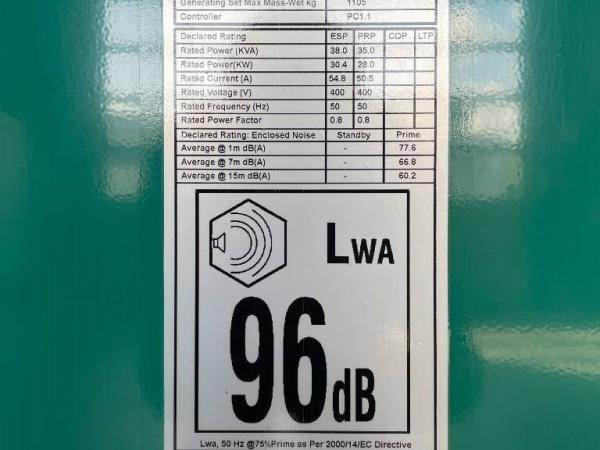 Generating Set Max Mass-Wet kg 1105
Controller PC1.1
Declared Rating ESP PRP COP LTP
Rated Power (KVA) 38.0 35.0
Rated Power(KW) 30.4 28.0
Rated Current (A) 54.8 50.5
Rated Voltage (V) 400 400
Rated Frequency (Hz) 50 50
Rated Power Factor 0.8 0.8
Declared Rating: Enclosed Noise Standby Prime
Average @ 1m dB(A) - 77.6
Average @ 7m dB(A) - 66.8
Average @ 15m dB(A) - 60.2
LWA
96dB
Lwa, 50 Hz @75%Prime as Per 2000/14/EC Directive